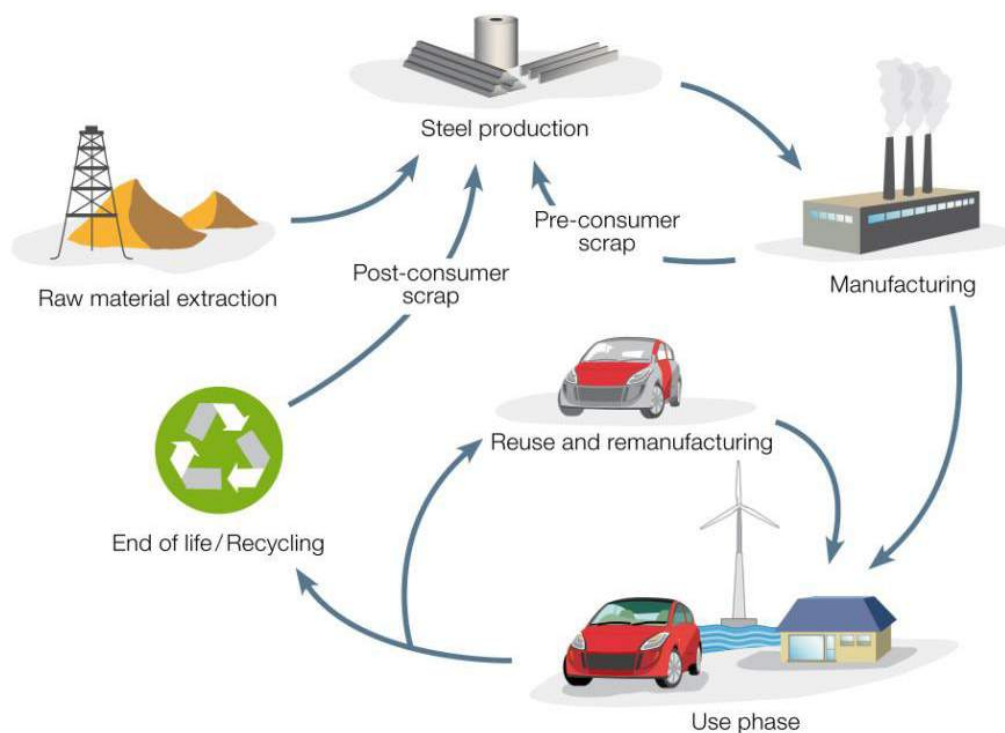 Steel production
Pre-consumer
scrap
Post-consumer
scrap
Raw material extraction
Manufacturing
Reuse and remanufacturing
End of life/Recycling
Use phase